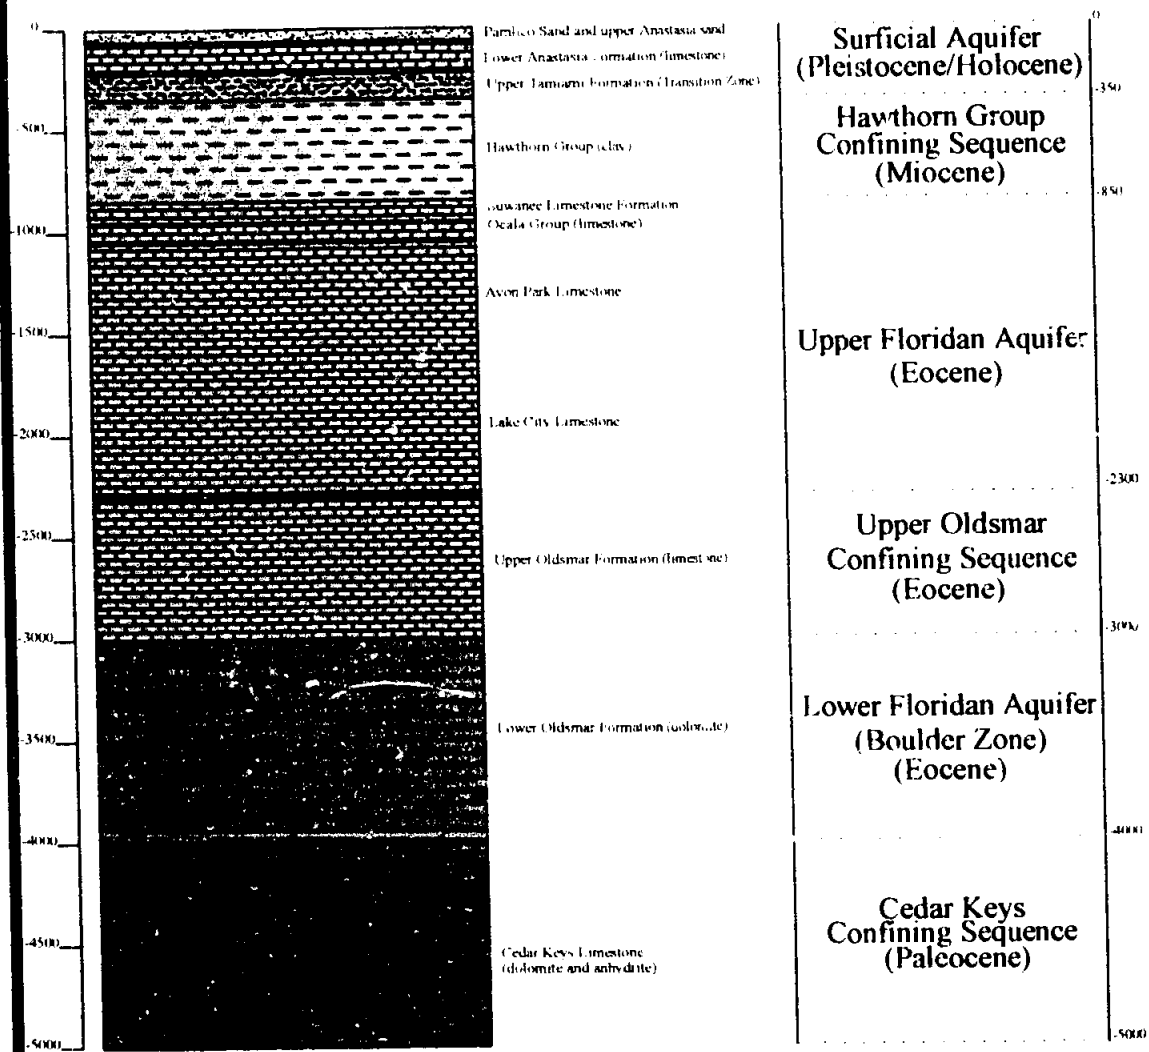 0
-500
-1000
-1500
-2000
-2500
-3000
-3500
-4000
-4500
-5000
Pamlico Sand and upper Anastasia sand
Lower Anastasia Formation (limestone)
Upper Tamiami Formation (Transition Zone)
Hawthorn Group (clay)
Suwanee Limestone Formation
Ocala Group (limestone)
Avon Park Limestone
Lake City Limestone
Upper Oldsmar Formation (limestone)
Lower Oldsmar Formation (dolomite)
Cedar Keys Limestone
(dolomite and anhydrite)
Surficial Aquifer
(Pleistocene/Holocene)
Hawthorn Group
Confining Sequence
(Miocene)
Upper Floridan Aquifer
(Eocene)
Upper Oldsmar
Confining Sequence
(Eocene)
Lower Floridan Aquifer
(Boulder Zone)
(Eocene)
Cedar Keys
Confining Sequence
(Paleocene)
0
-350
-850
-2300
-3000
-4000
-5000